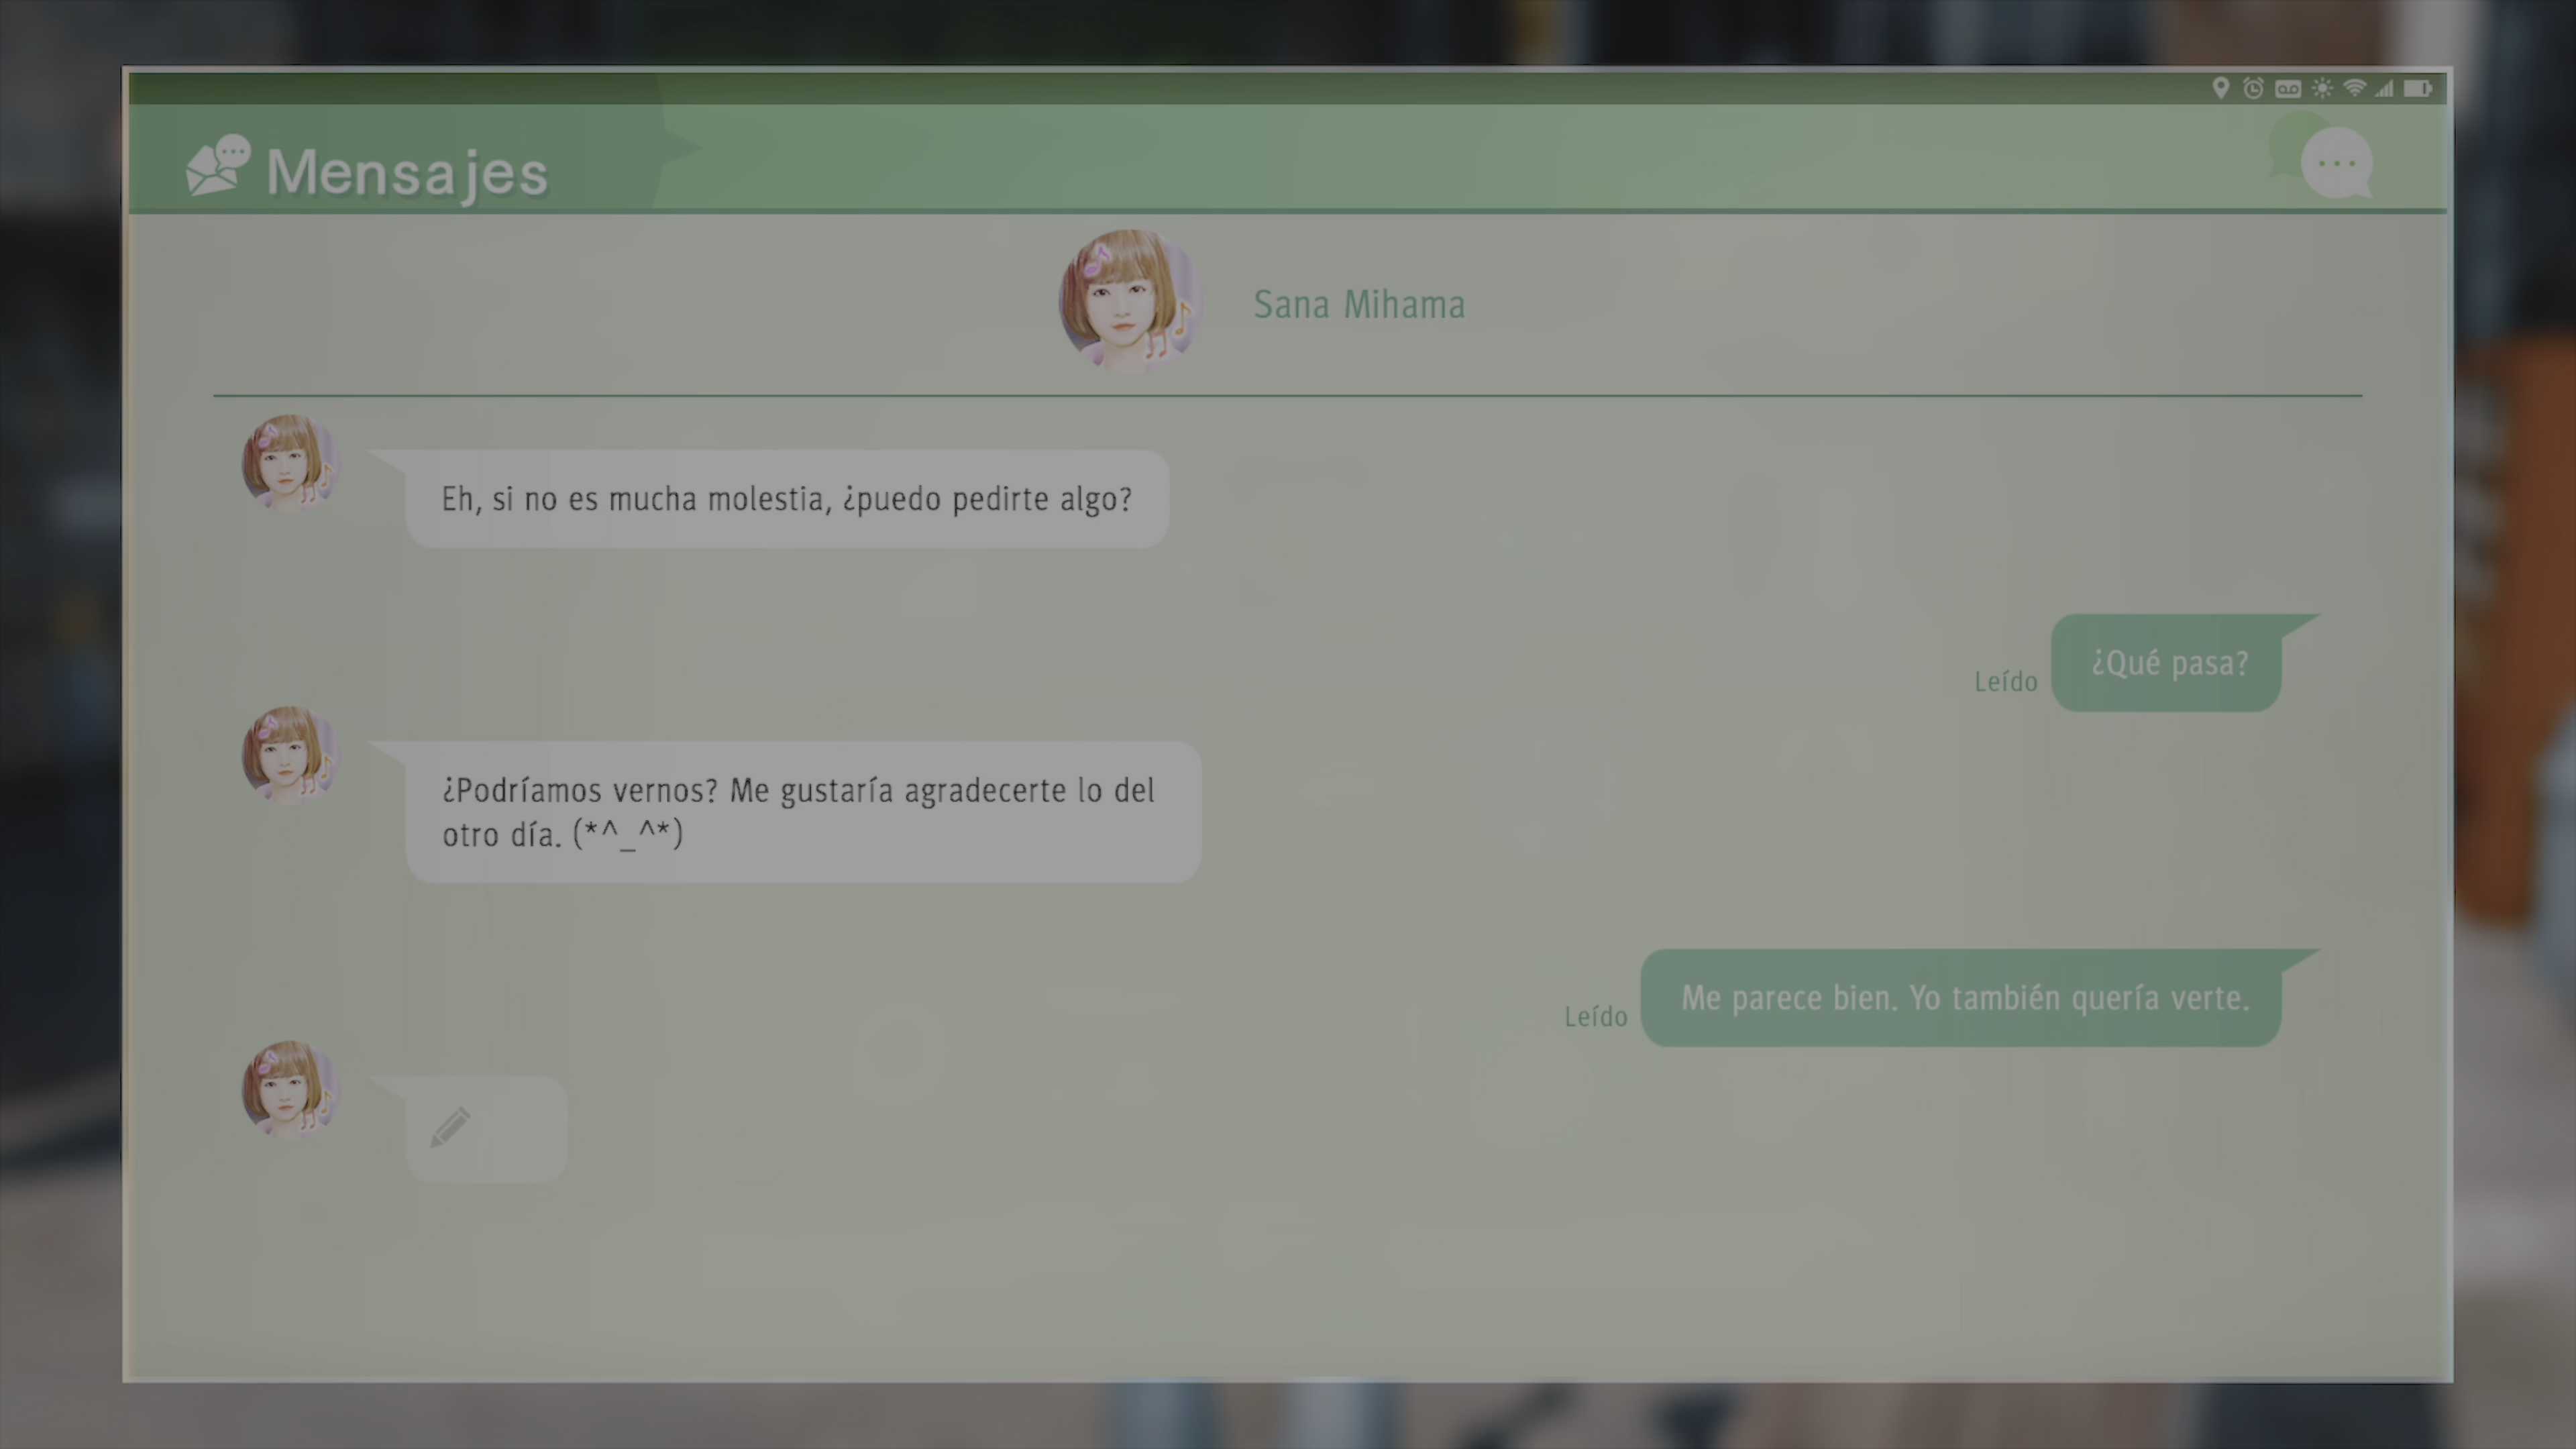 Mensajes
Sana Mihama
Eh, si no es mucha molestia, ¿puedo pedirte algo?
¿Qué pasa?
Leído
¿Podríamos vernos? Me gustaría agradecerte lo del
otro día. (*^_^*)
Me parece bien. Yo también quería verte.
Leído